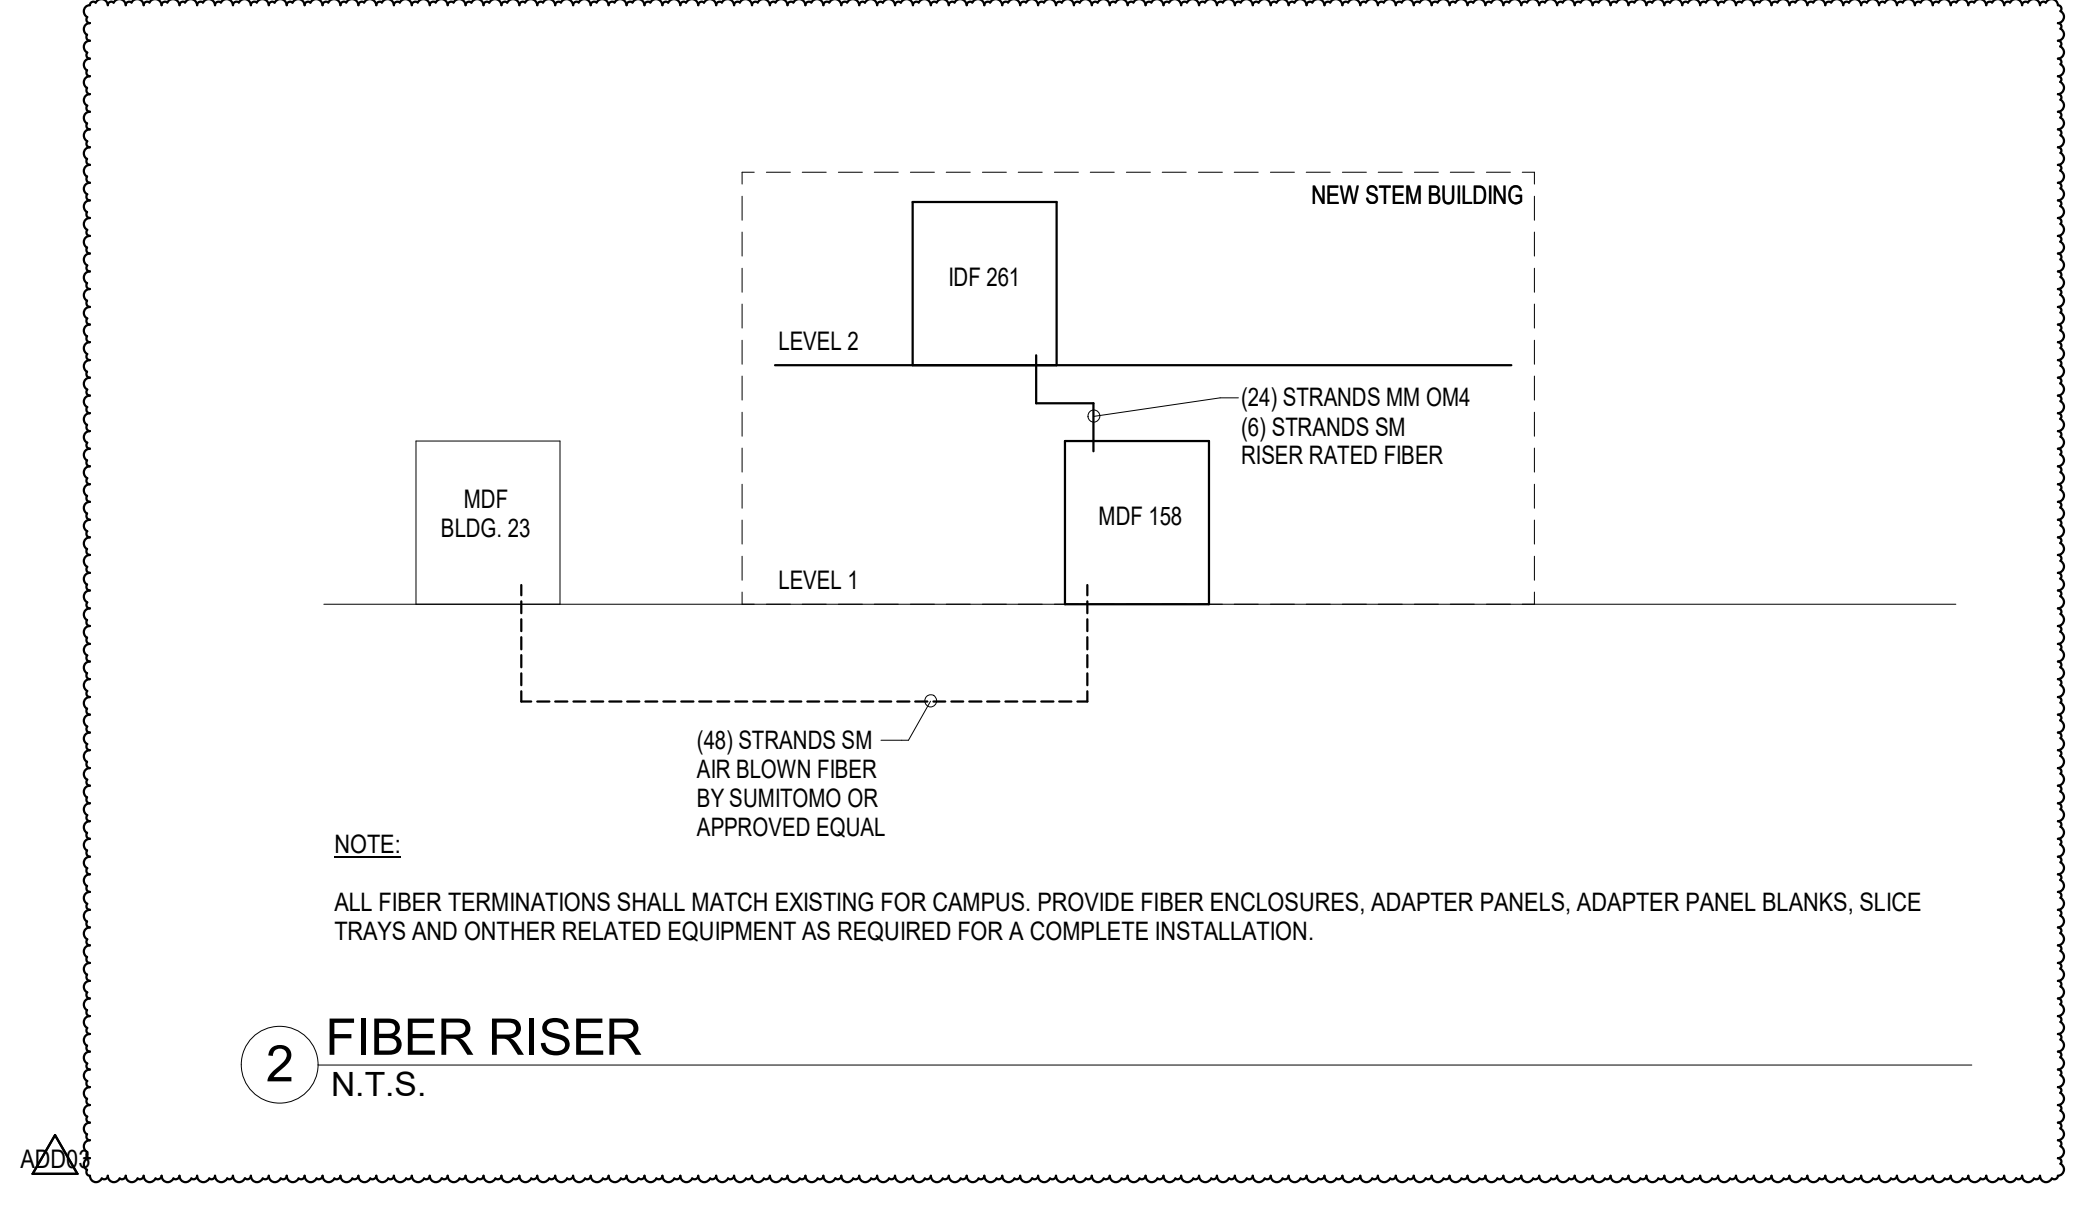 NEW STEM BUILDING
IDF 261
LEVEL 2
(24) STRANDS MM OM4
(6) STRANDS SM
RISER RATED FIBER
MDF
BLDG. 23
MDF 158
LEVEL 1
(48) STRANDS SM
AIR BLOWN FIBER
BY SUMITOMO OR
APPROVED EQUAL
NOTE:
ALL FIBER TERMINATIONS SHALL MATCH EXISTING FOR CAMPUS. PROVIDE FIBER ENCLOSURES, ADAPTER PANELS, ADAPTER PANEL BLANKS, SLICE
TRAYS AND ONTHER RELATED EQUIPMENT AS REQUIRED FOR A COMPLETE INSTALLATION.
2
FIBER RISER
N.T.S.
ADD03